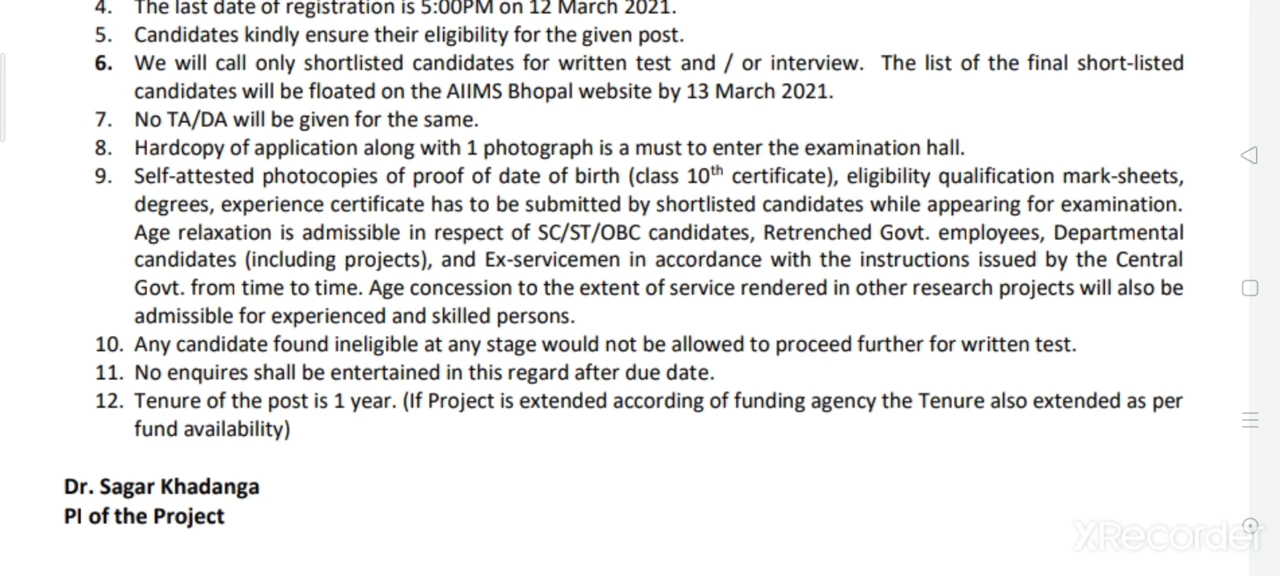 4. The last date of registration is 5:00PM on 12 March 2021.
5. Candidates kindly ensure their eligibility for the given post.
6. We will call only shortlisted candidates for written test and / or interview. The list of the final short-listed
candidates will be floated on the AIIMS Bhopal website by 13 March 2021.
7. No TA/DA will be given for the same.
8. Hardcopy of application along with 1 photograph is a must to enter the examination hall.
9. Self-attested photocopies of proof of date of birth (class 10th certificate), eligibility qualification mark-sheets,
degrees, experience certificate has to be submitted by shortlisted candidates while appearing for examination.
Age relaxation is admissible in respect of SC/ST/OBC candidates, Retrenched Govt. employees, Departmental
candidates (including projects), and Ex-servicemen in accordance with the instructions issued by the Central
Govt. from time to time. Age concession to the extent of service rendered in other research projects will also be
admissible for experienced and skilled persons.
10. Any candidate found ineligible at any stage would not be allowed to proceed further for written test.
11. No enquires shall be entertained in this regard after due date.
12. Tenure of the post is 1 year. (If Project is extended according of funding agency the Tenure also extended as per
fund availability)
Dr. Sagar Khadanga
PI of the Project
XRecorder